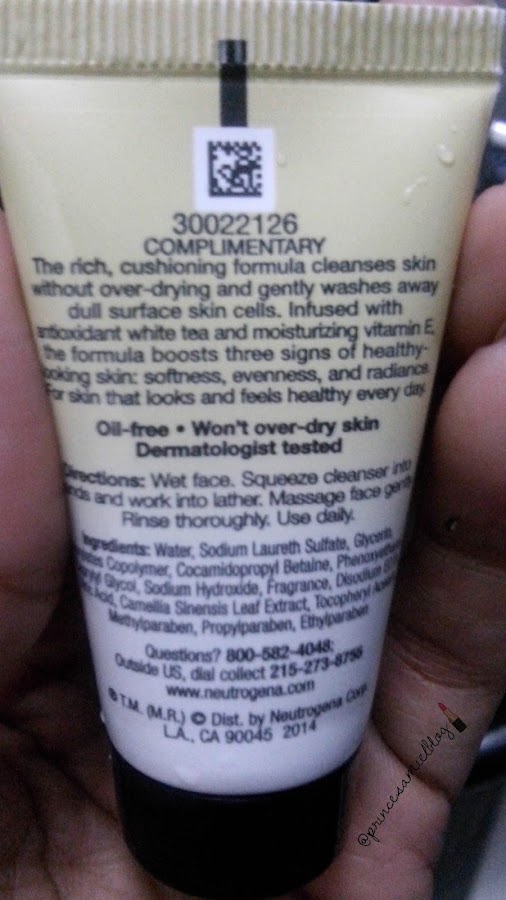 30022126
COMPLIMENTARY
The rich, cushioning formula cleanses skin
without over-drying and gently washes away
dull surface skin cells. Infused with
antioxidant white tea and moisturizing vitamin E,
the formula boosts three signs of healthy-
looking skin: softness, evenness, and radiance.
For skin that looks and feels healthy every day.
Oil-free • Won't over-dry skin
Dermatologist tested
Directions: Wet face. Squeeze cleanser into
and work into lather. Massage face
Rinse thoroughly. Use daily.
Ingredients: Water, Sodium Laureth Sulfate, Glycerin,
Copolymer, Cocamidopropyl Betaine,
Glycol, Sodium Hydroxide, Fragrance, Disodium
Acid, Camellia Sinensis Leaf Extract, Tocopheryl
Methylparaben, Propylparaben, Ethylparaben
Questions? 800-582-4048;
Outside US, dial collect 215-273-8755
www.neutrogena.com
® T.M. (M.R.) © Dist. by Neutrogena Corp.
L.A., CA 90045 2014
@princesamelblog